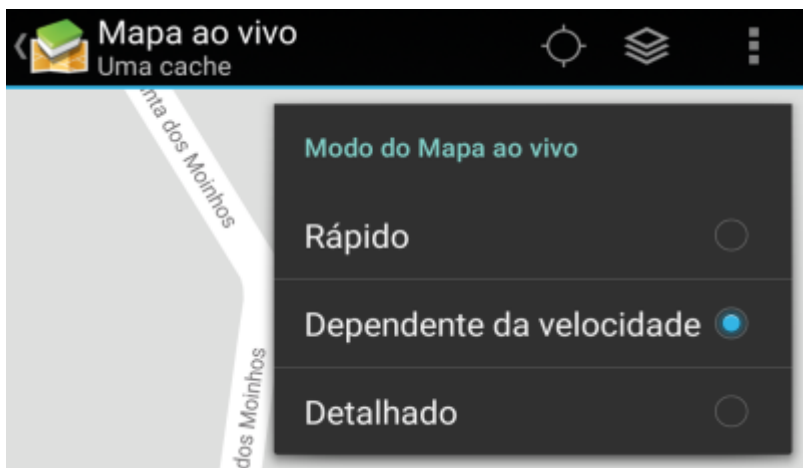 Mapa ao vivo
Uma cache
nta dos Moinhos
Modo do Mapa ao vivo
Rápido
Dependente da velocidade
Detalhado
dos Moinhos